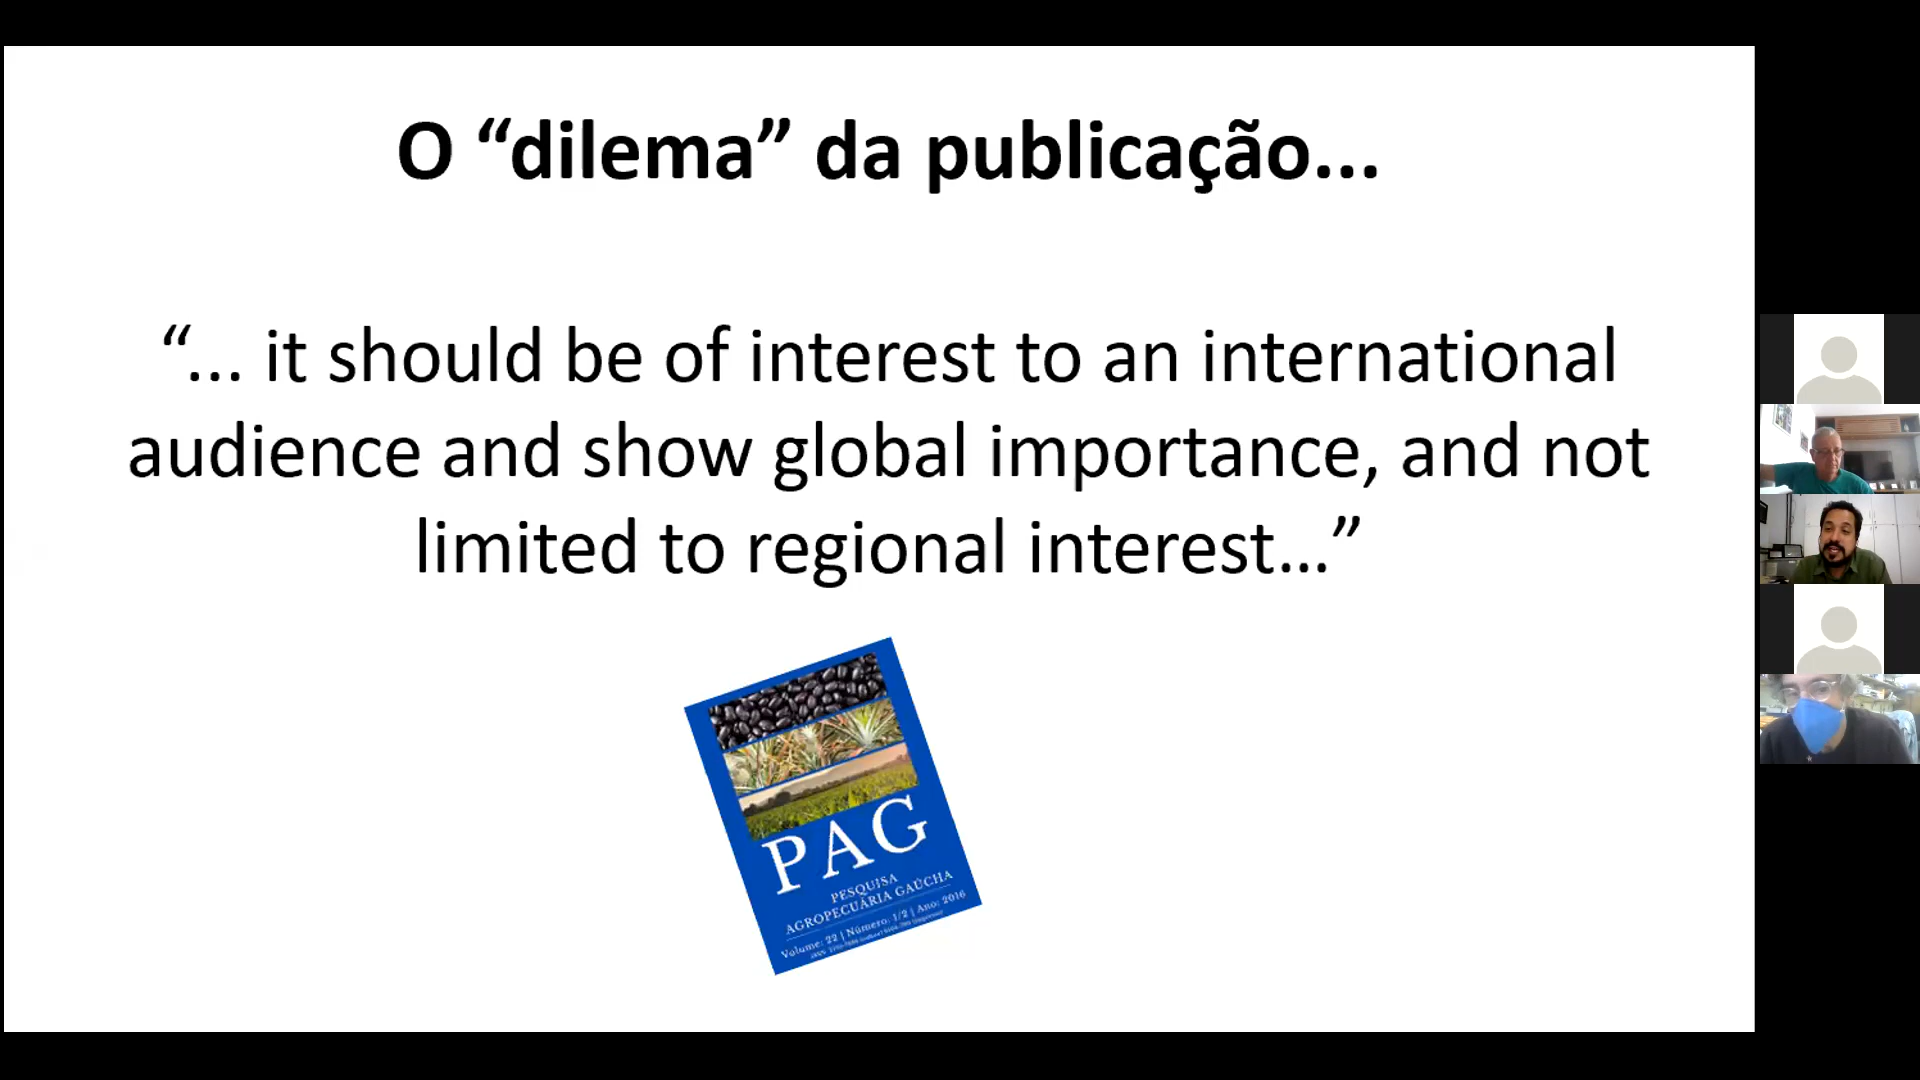 O “dilema” da publicação...
“... it should be of interest to an international
audience and show global importance, and not
limited to regional interest...”
PAG
PESQUISA
AGROPECUÁRIA GAÚCHA
Volume: 22 | Número: 1/2 | Ano: 2016